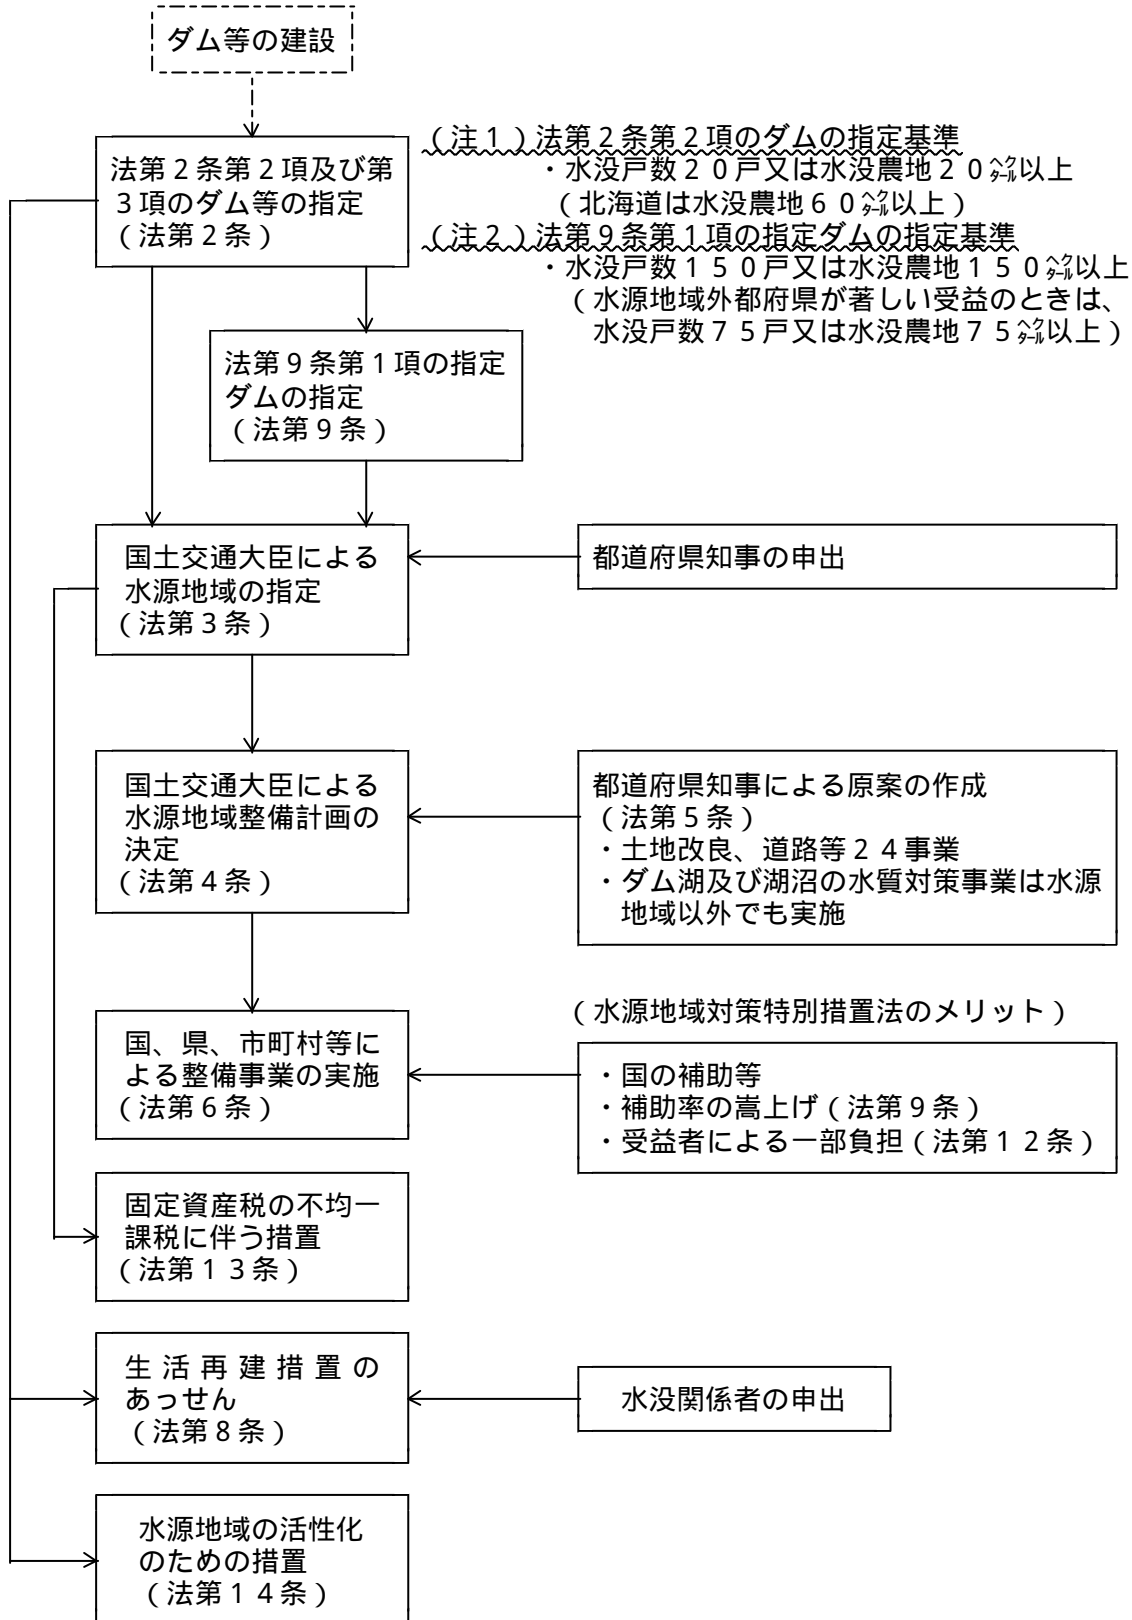 ダム等の建設
法第２条第２項及び第
３項のダム等の指定
（法第２条）
（注１）法第２条第２項のダムの指定基準
・水没戸数２０戸又は水没農地２０㌶以上
（北海道は水没農地６０㌶以上）
（注２）法第９条第１項の指定ダムの指定基準
・水没戸数１５０戸又は水没農地１５０㌶以上
（水源地域外都府県が著しい受益のときは、
水没戸数７５戸又は水没農地７５㌶以上）
法第９条第１項の指定
ダムの指定
（法第９条）
国土交通大臣による
水源地域の指定
（法第３条）
都道府県知事の申出
国土交通大臣による
水源地域整備計画の
決定
（法第４条）
都道府県知事による原案の作成
（法第５条）
・土地改良、道路等２４事業
・ダム湖及び湖沼の水質対策事業は水源
地域以外でも実施
国、県、市町村等に
よる整備事業の実施
（法第６条）
（水源地域対策特別措置法のメリット）
・国の補助等
・補助率の嵩上げ（法第９条）
・受益者による一部負担（法第１２条）
固定資産税の不均一
課税に伴う措置
（法第１３条）
生活再建措置の
あっせん
（法第８条）
水没関係者の申出
水源地域の活性化
のための措置
（法第１４条）